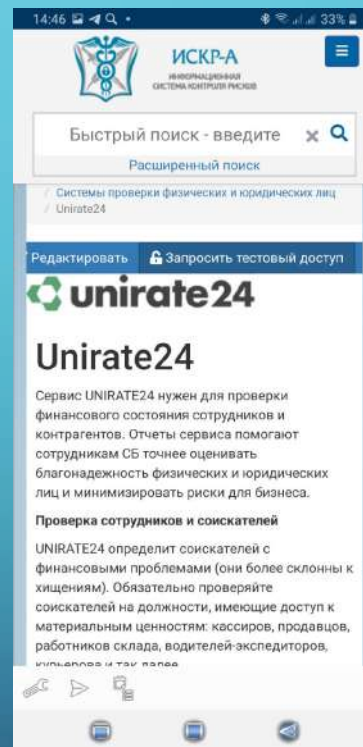 14:46
33%
ИСКР-А
ИНФОРМАЦИОННАЯ
СИСТЕМА КОНТРОЛЯ РИСКОВ
Быстрый поиск - введите
Расширенный поиск
/ Системы проверки физических и юридических лиц
/ Unirate24
Редактировать Запросить тестовый доступ
unirate24
Unirate24
Сервис UNIRATE24 нужен для проверки
финансового состояния сотрудников и
контрагентов. Отчеты сервиса помогают
сотрудникам СБ точнее оценивать
благонадежность физических и юридических
лиц и минимизировать риски для бизнеса.
Проверка сотрудников и соискателей
UNIRATE24 определит соискателей с
финансовыми проблемами (они более склонны к
хищениям). Обязательно проверяйте
соискателей на должности, имеющие доступ к
материальным ценностям: кассиров, продавцов,
работников склада, водителей-экспедиторов,
курьеров и так далее